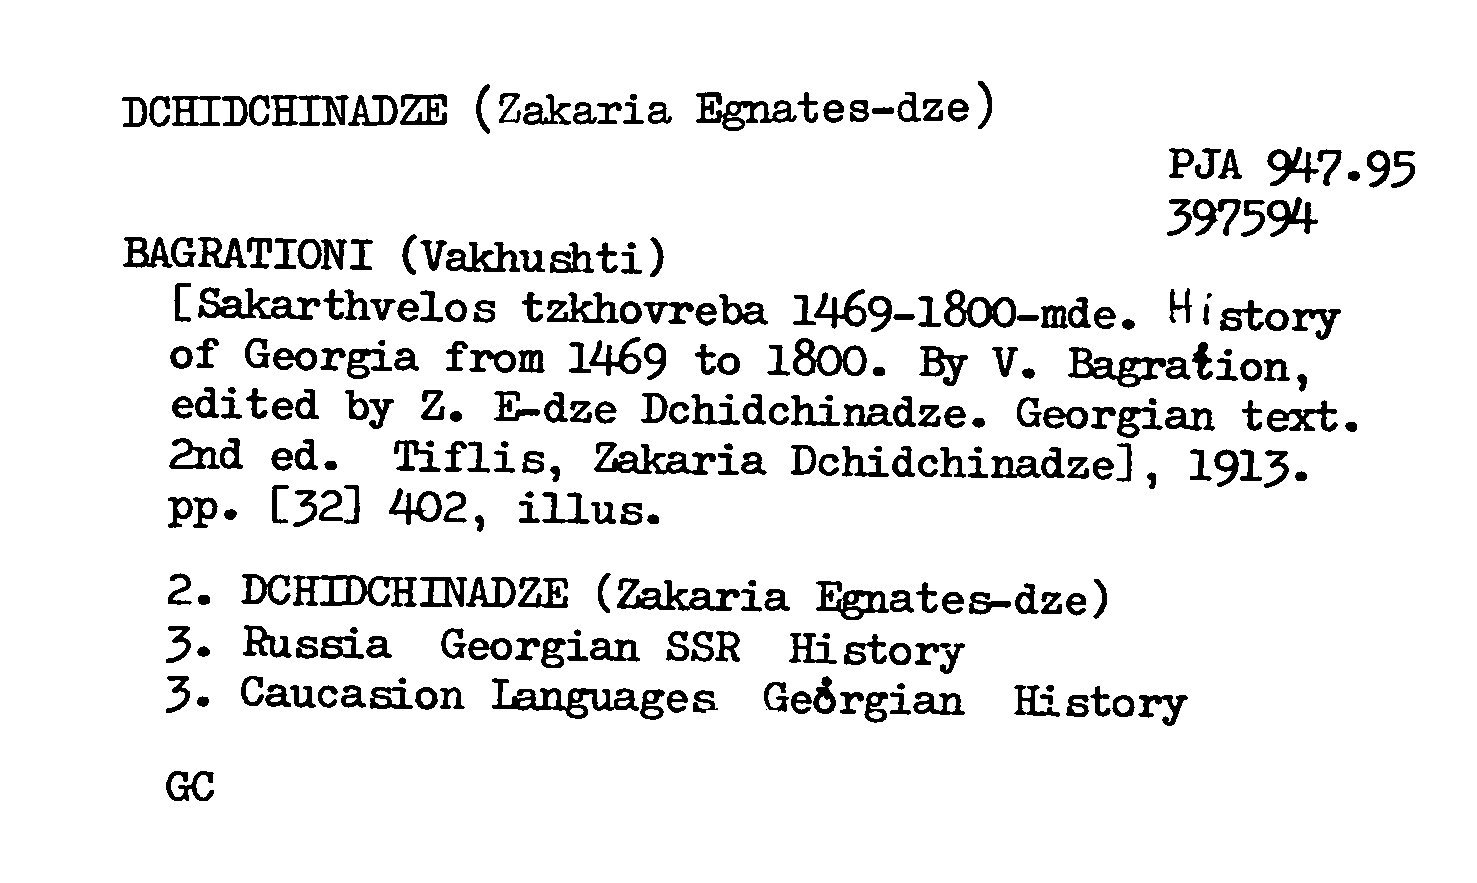 DCHIDCHINADZE (Zakaria Egnates-dze)
PJA 947.95
397594
BAGRATIONI (Vakhushti)
[Sakarthvelos tzkhovreba 1469-1800-mde. History
of Georgia from 1469 to 1800. By V. Bagration,
edited by Z. E-dze Dchidchinadze. Georgian text.
2nd ed. Tiflis, Zakaria Dchidchinadze], 1913.
pp. [32] 402, illus.
2. DCHIDCHINADZE (Zakaria Egnates-dze)
3. Russia Georgian SSR History
3. Caucasion Languages Georgian History
GC